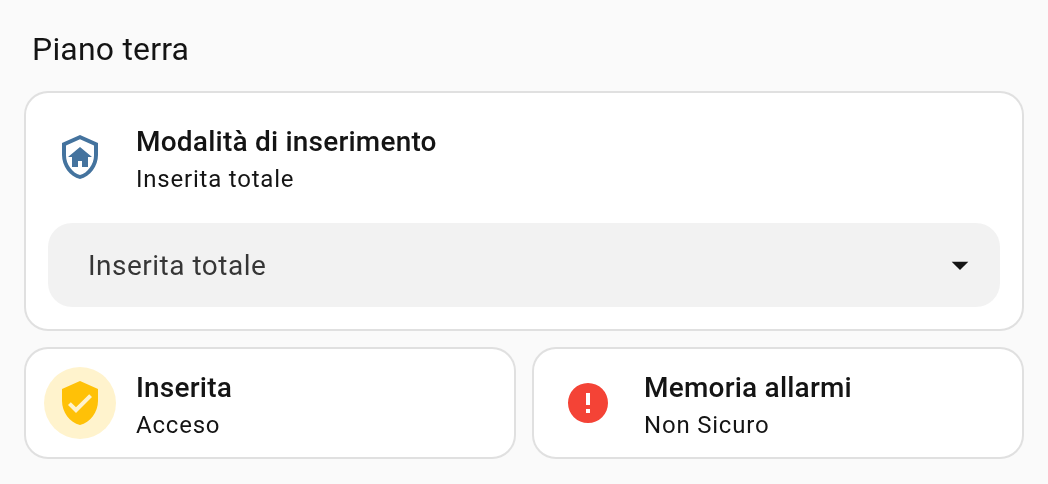 Piano terra
Modalità di inserimento
Inserita totale
Inserita totale
Inserita
Acceso
Memoria allarmi
Non Sicuro